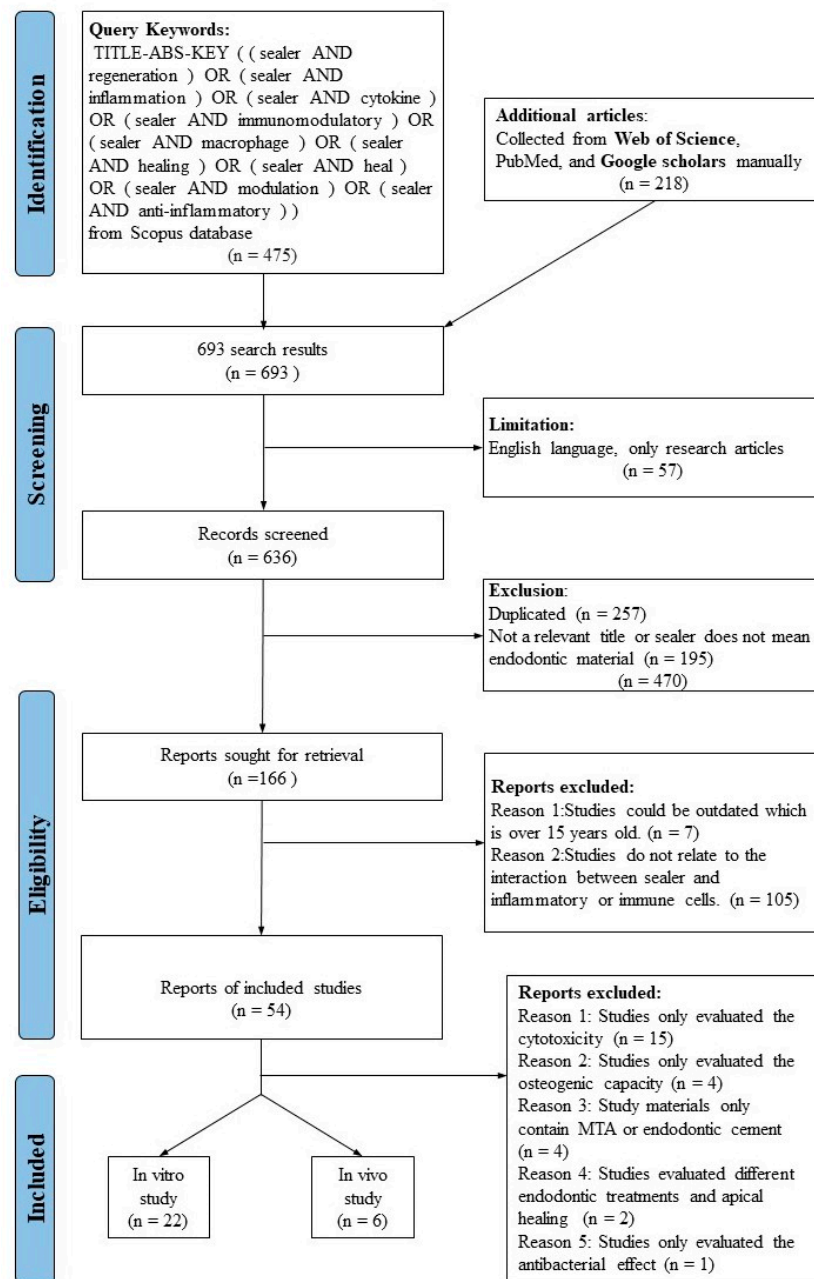 Identification
Query Keywords:
TITLE-ABS-KEY ( ( sealer AND
regeneration ) OR ( sealer AND
inflammation ) OR ( sealer AND cytokine )
OR ( sealer AND immunomodulatory ) OR
( sealer AND macrophage ) OR ( sealer
AND healing ) OR ( sealer AND heal )
OR ( sealer AND modulation ) OR ( sealer
AND anti-inflammatory ) )
from Scopus database
(n = 475)
Additional articles:
Collected from Web of Science,
PubMed, and Google scholars manually
(n = 218)
Screening
693 search results
(n = 693 )
Limitation:
English language, only research articles
(n = 57)
Records screened
(n = 636)
Exclusion:
Duplicated (n = 257)
Not a relevant title or sealer does not mean
endodontic material (n = 195)
(n = 470)
Eligibility
Reports sought for retrieval
(n =166 )
Reports excluded:
Reason 1:Studies could be outdated which
is over 15 years old. (n = 7)
Reason 2:Studies do not relate to the
interaction between sealer and
inflammatory or immune cells. (n = 105)
Reports of included studies
(n = 54)
Reports excluded:
Reason 1: Studies only evaluated the
cytotoxicity (n = 15)
Reason 2: Studies only evaluated the
osteogenic capacity (n = 4)
Reason 3: Study materials only
contain MTA or endodontic cement
(n = 4)
Reason 4: Studies evaluated different
endodontic treatments and apical
healing (n = 2)
Reason 5: Studies only evaluated the
antibacterial effect (n = 1)
Included
In vitro
study
(n = 22)
In vivo
study
(n = 6)